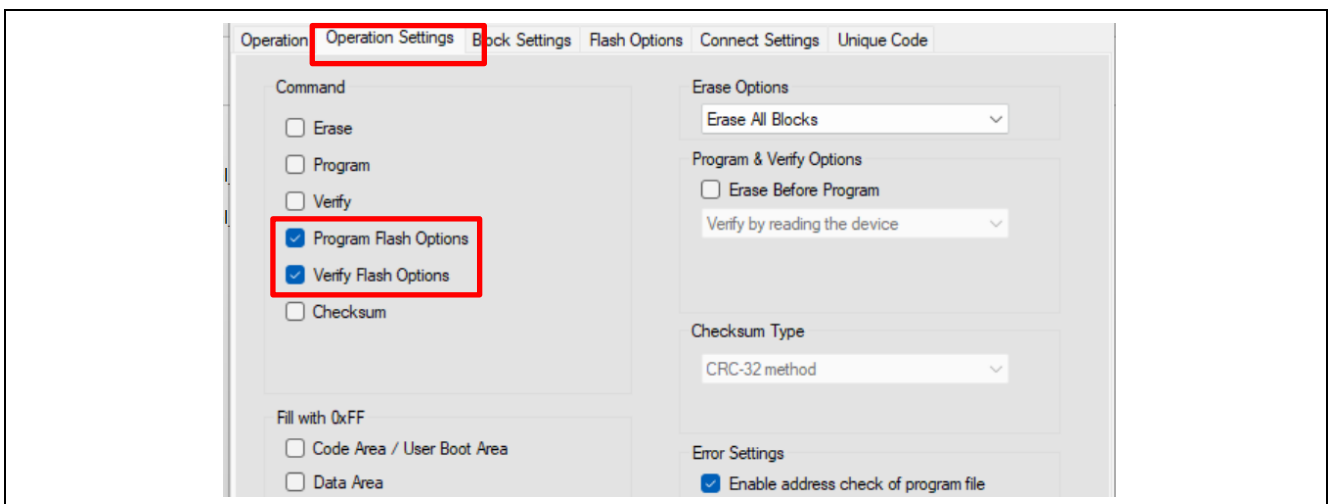 Operation Operation Settings Block Settings Flash Options Connect Settings Unique Code
Command
Erase
Program
Verify
Program Flash Options
Verify Flash Options
Checksum
Fill with 0xFF
Code Area / User Boot Area
Data Area
Erase Options
Erase All Blocks
Program & Verify Options
Erase Before Program
Verify by reading the device
Checksum Type
CRC-32 method
Error Settings
Enable address check of program file